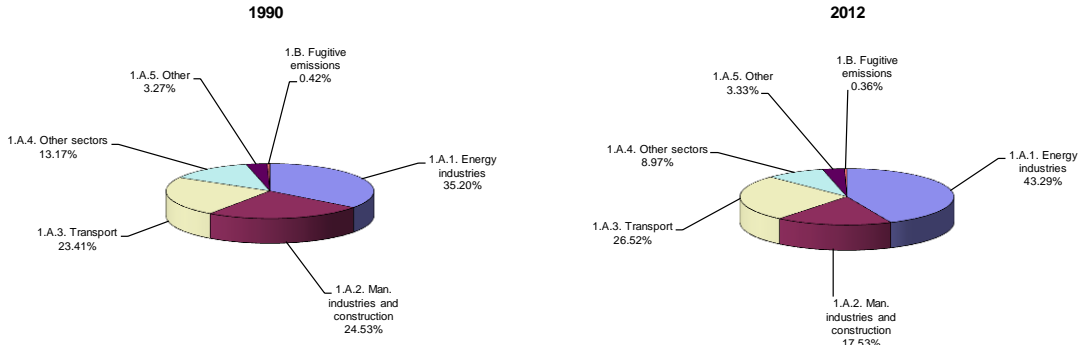 1990
1.B. Fugitive
emissions
0.42%
1.A.5. Other
3.27%
1.A.4. Other sectors
13.17%
1.A.1. Energy
industries
35.20%
1.A.3. Transport
23.41%
1.A.2. Man.
industries and
construction
24.53%
2012
1.B. Fugitive
emissions
0.36%
1.A.5. Other
3.33%
1.A.4. Other sectors
8.97%
1.A.1. Energy
industries
43.29%
1.A.3. Transport
26.52%
1.A.2. Man.
industries and
construction
17.53%